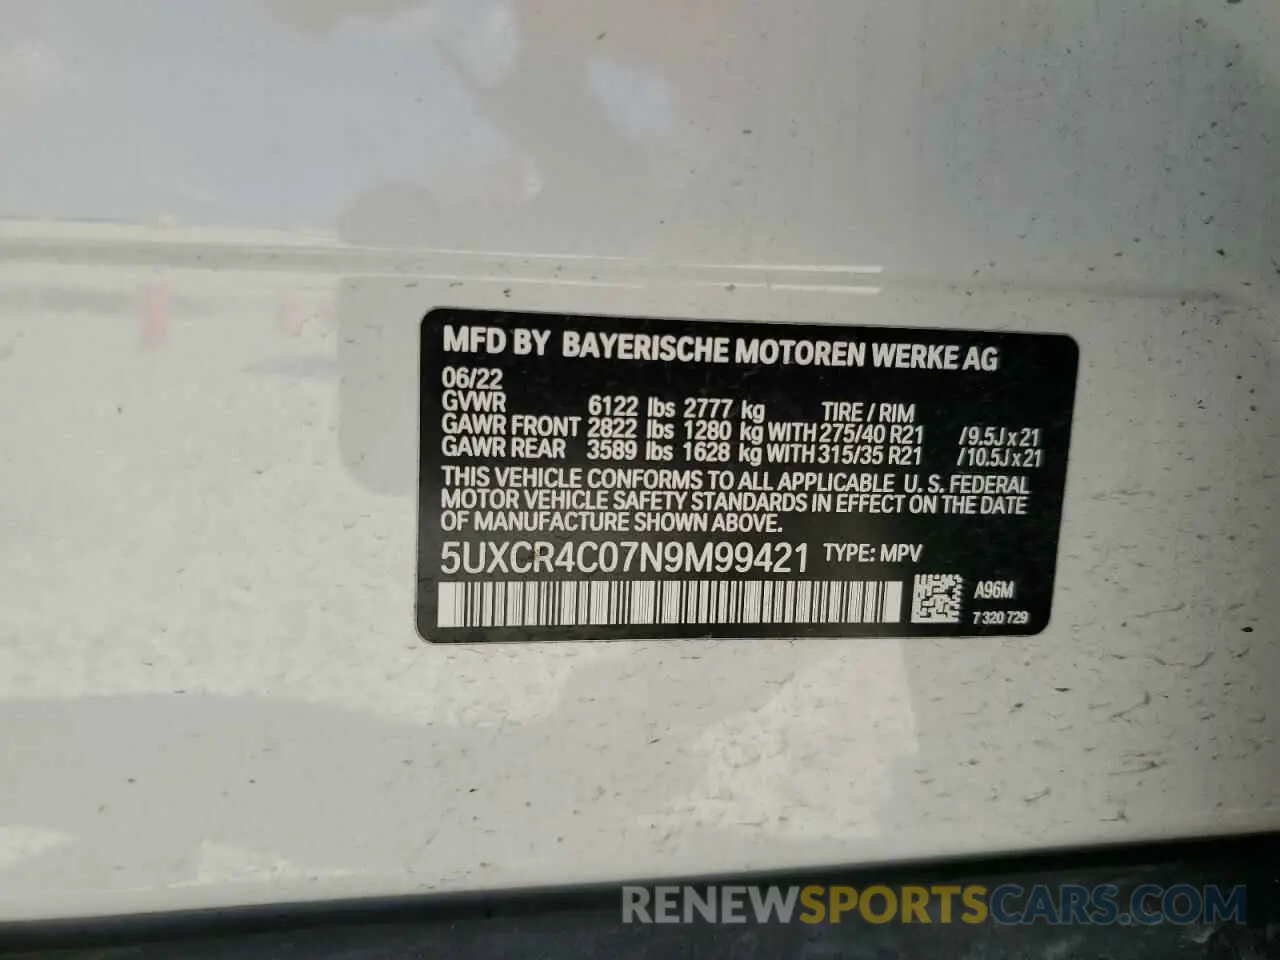 MFD BY BAYERISCHE MOTOREN WERKE AG
06/22
GVWR 6122 lbs 2777 kg TIRE / RIM
GAWR FRONT 2822 lbs 1280 kg WITH 275/40 R21 /9.5J x 21
GAWR REAR 3589 lbs 1628 kg WITH 315/35 R21 /10.5J x 21
THIS VEHICLE CONFORMS TO ALL APPLICABLE U. S. FEDERAL
MOTOR VEHICLE SAFETY STANDARDS IN EFFECT ON THE DATE
OF MANUFACTURE SHOWN ABOVE.
5UXCR4C07N9M99421 TYPE: MPV
A96M
7 320 729
RENEWSPORTSCARS.COM